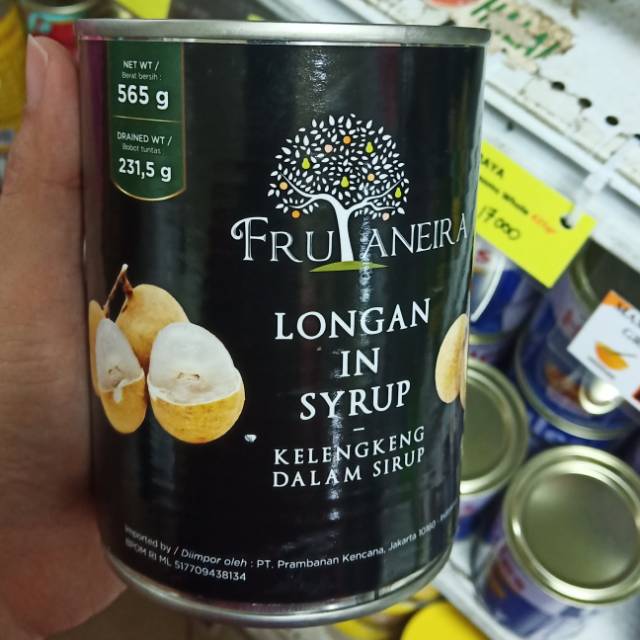 NET WT /
Berat bersih :
565 g
DRAINED WT /
Bobot tuntas
231,5 g
FRUTANEIRA
LONGAN
IN
SYRUP
–
KELENGKENG
DALAM SIRUP
Imported by / Diimpor oleh : PT. Prambanan Kencana, Jakarta 10160
BPOM RI ML 517709438134
17000